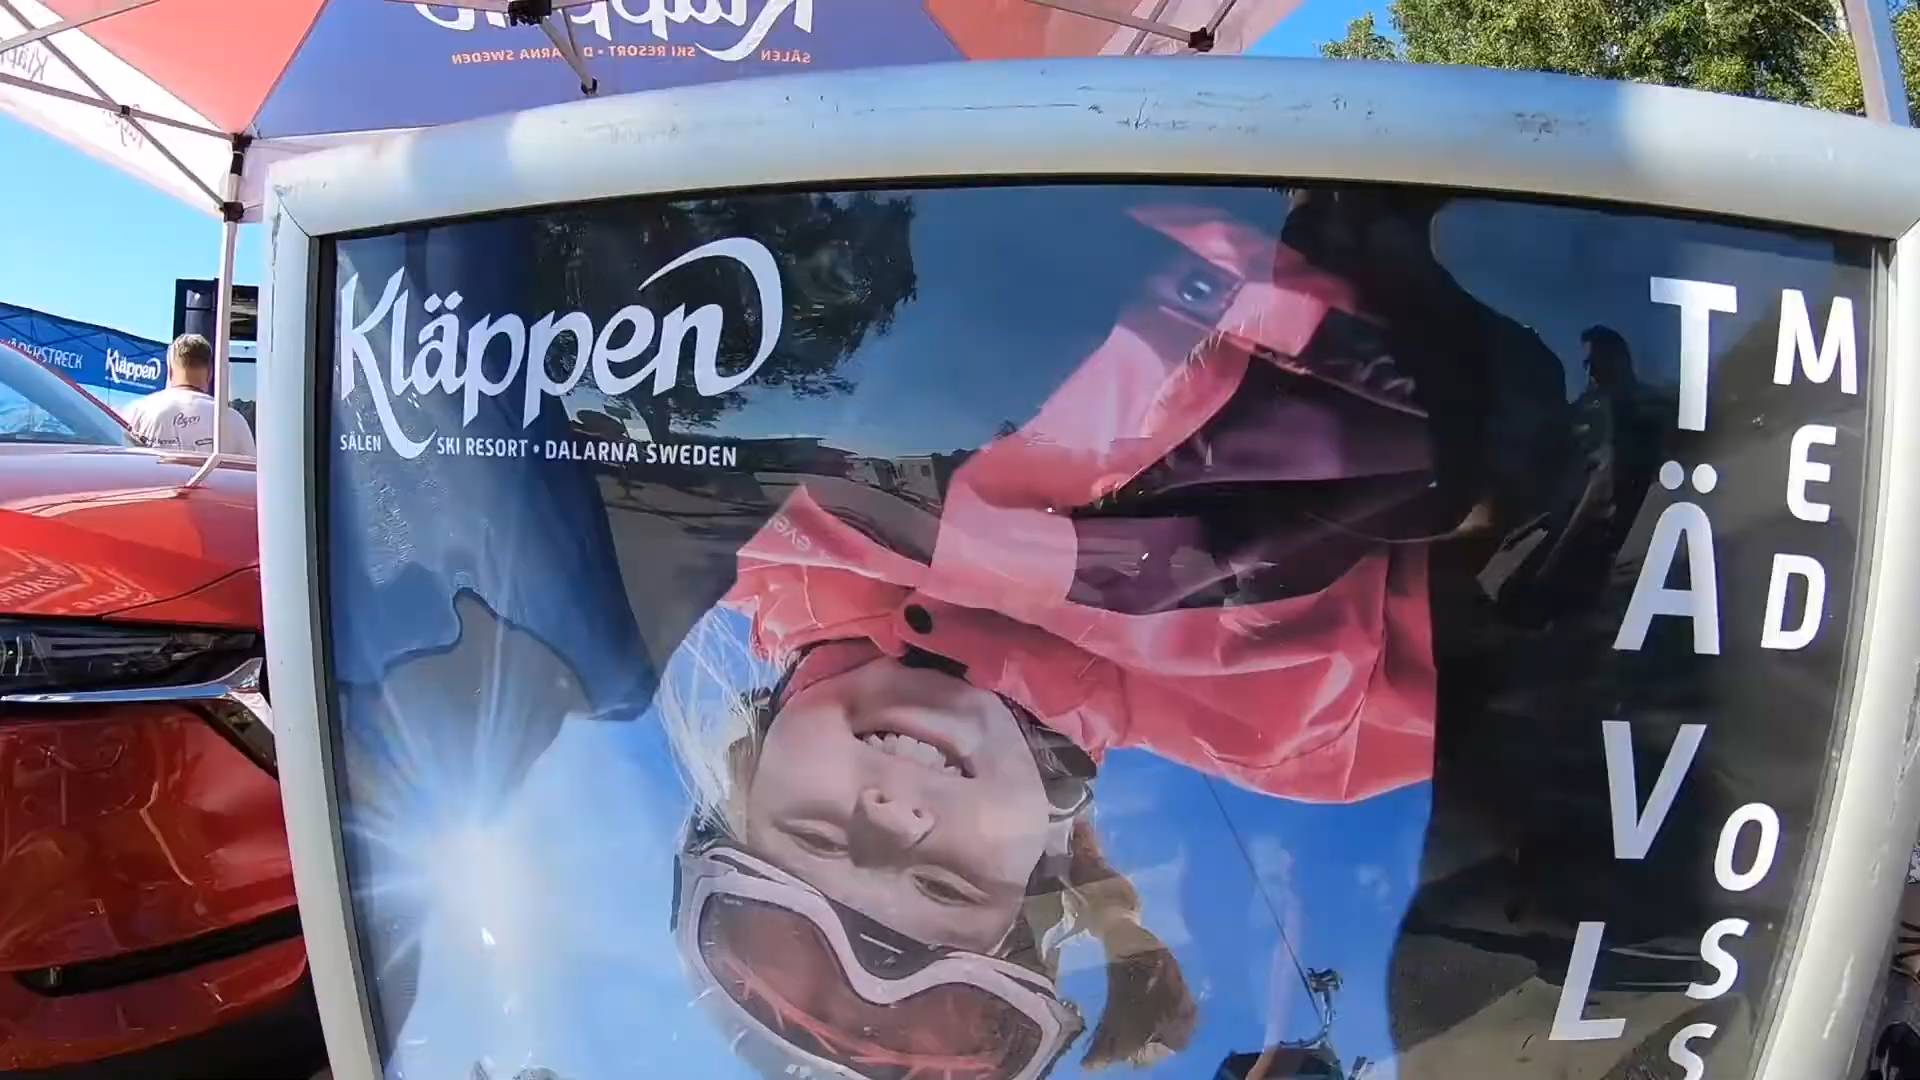 Kläppen
SÄLEN SKI RESORT • DALARNA SWEDEN
Kläppen
SÄLEN SKI RESORT • DALARNA SWEDEN
TÄVL
MED OSS
Kläppen